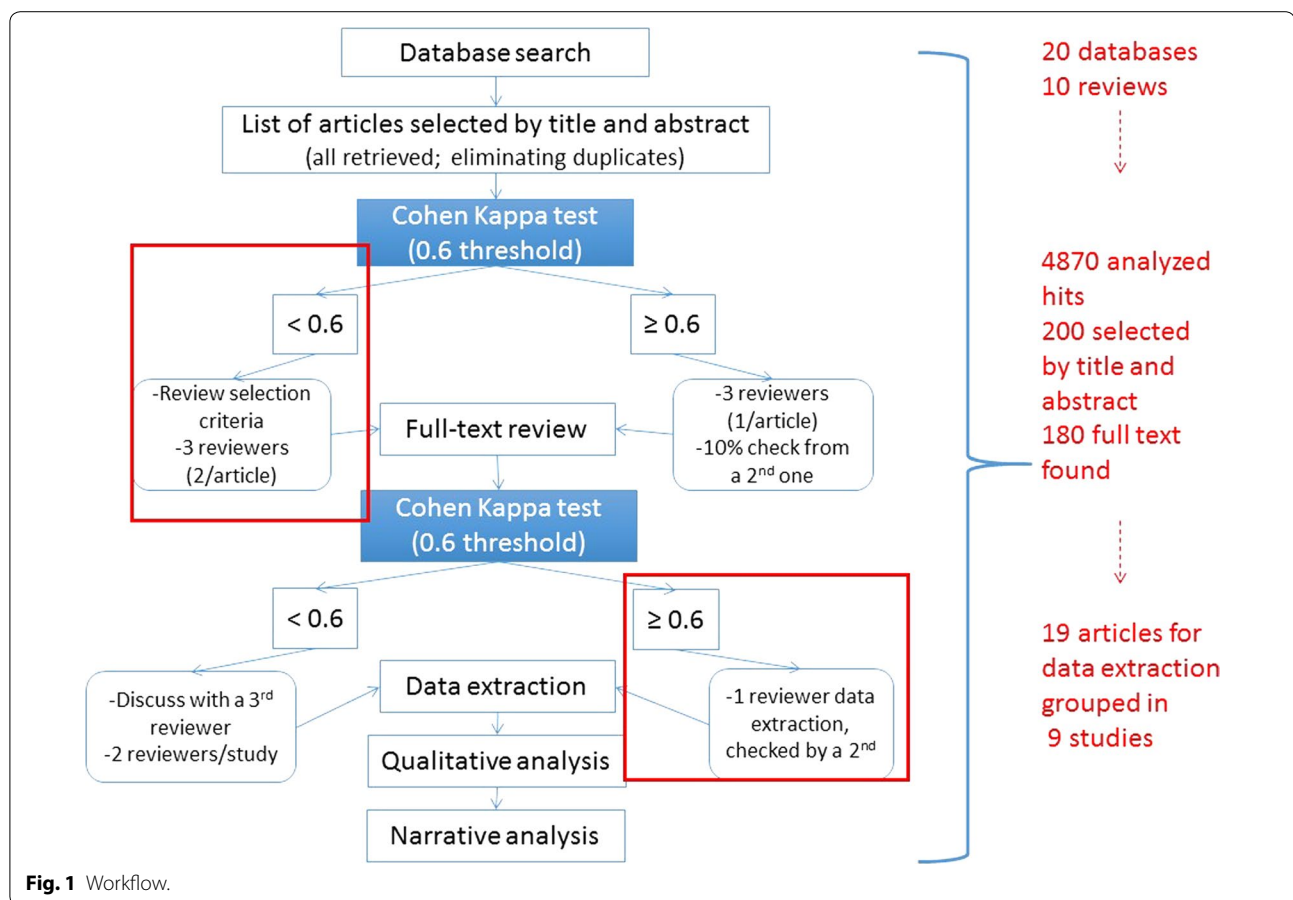 Database search
List of articles selected by title and abstract
(all retrieved; eliminating duplicates)
Cohen Kappa test
(0.6 threshold)
< 0.6
≥ 0.6
-Review selection
criteria
-3 reviewers
(2/article)
Full-text review
-3 reviewers
(1/article)
-10% check from
a 2nd one
Cohen Kappa test
(0.6 threshold)
< 0.6
≥ 0.6
-Discuss with a 3rd
reviewer
-2 reviewers/study
Data extraction
-1 reviewer data
extraction,
checked by a 2nd
Qualitative analysis
Narrative analysis
20 databases
10 reviews
4870 analyzed
hits
200 selected
by title and
abstract
180 full text
found
19 articles for
data extraction
grouped in
9 studies
Fig. 1 Workflow.